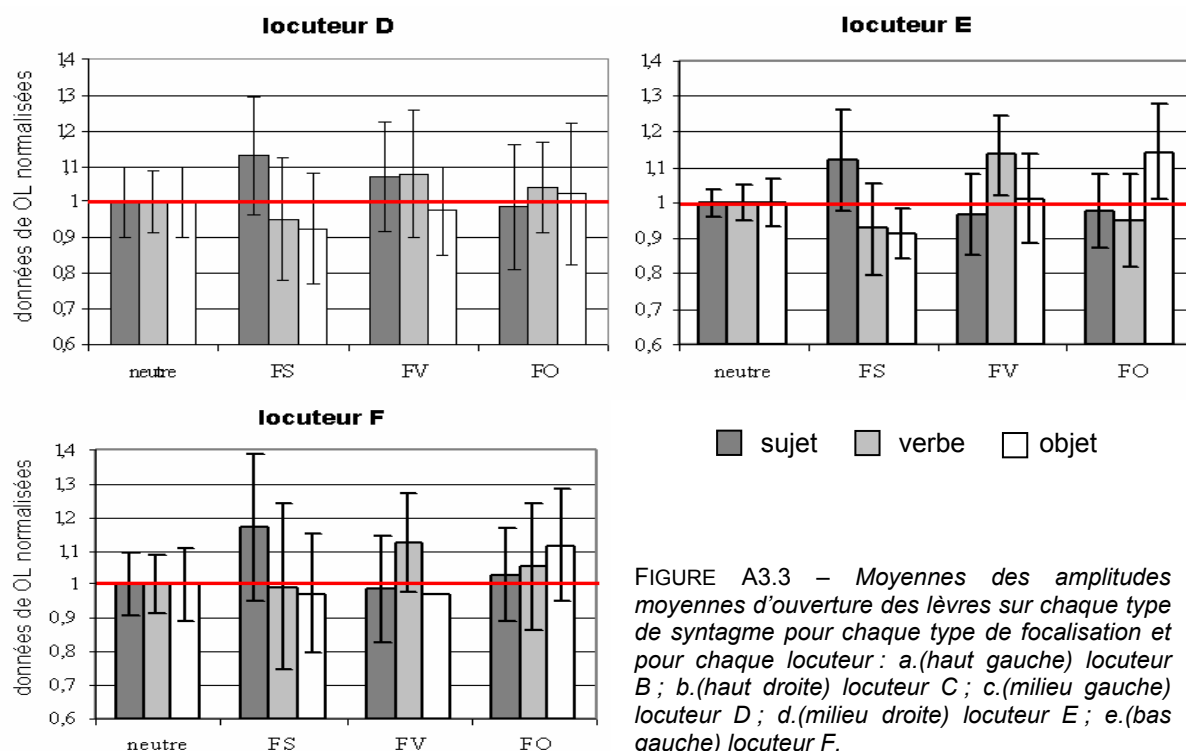 locuteur D
données de OL normalisées
1,4
1,3
1,2
1,1
1
0,9
0,8
0,7
0,6
neutre FS FV FO
locuteur E
1,4
1,3
1,2
1,1
1
0,9
0,8
0,7
0,6
neutre FS FV FO
locuteur F
données de OL normalisées
1,4
1,3
1,2
1,1
1
0,9
0,8
0,7
0,6
neutre FS FV FO
sujet verbe objet
FIGURE A3.3 – Moyennes des amplitudes
moyennes d'ouverture des lèvres sur chaque type
de syntagme pour chaque type de focalisation et
pour chaque locuteur : a.(haut gauche) locuteur
B ; b.(haut droite) locuteur C ; c.(milieu gauche)
locuteur D ; d.(milieu droite) locuteur E ; e.(bas
gauche) locuteur F.